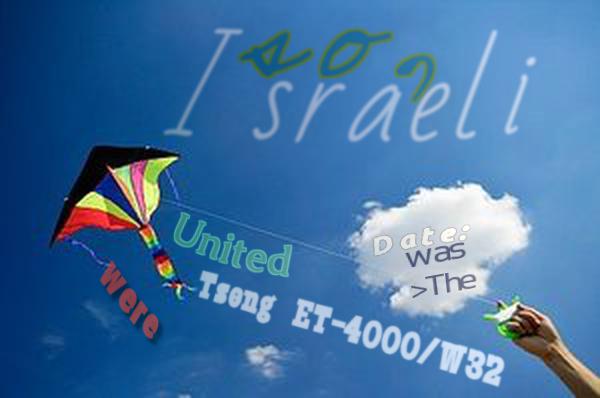 Israeli
United
Date:
was
>The
were
Tseng ET-4000/W32